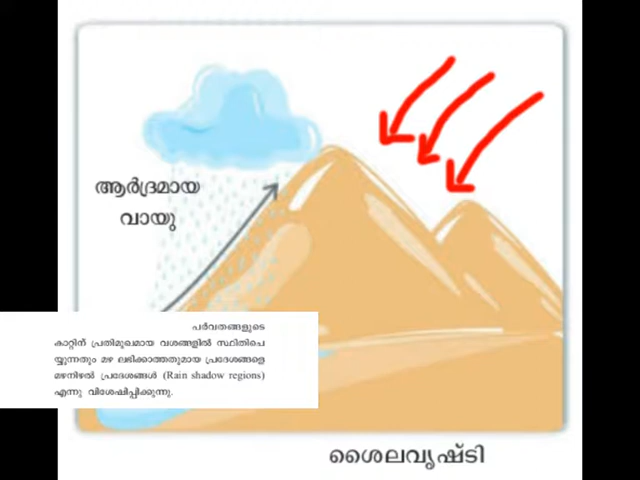 ആർദ്രമായ
വായു
പർവതങ്ങളുടെ
കാറ്റിന് പ്രതിമുഖമായ വശങ്ങളിൽ സ്ഥിതിചെ
യ്യുന്നതും മഴ ലഭിക്കാത്തതുമായ പ്രദേശങ്ങളെ
മഴനിഴൽ പ്രദേശങ്ങൾ (Rain shadow regions)
എന്നു വിശേഷിപ്പിക്കുന്നു.
ശൈലവൃഷ്ടി